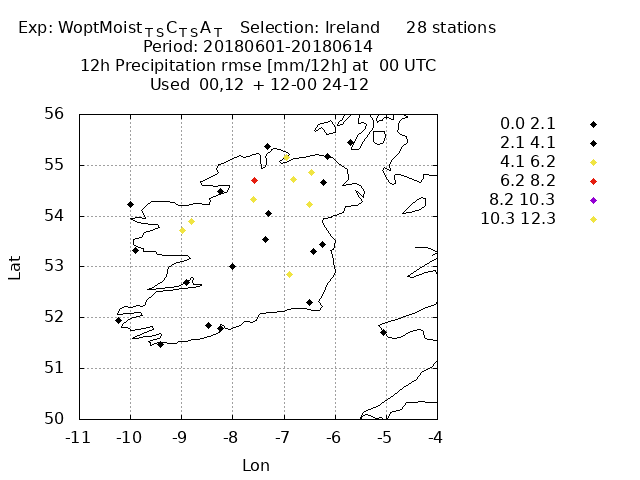 Exp: WoptMoist_TS C_TS A_T Selection: Ireland 28 stations
Period: 20180601-20180614
12h Precipitation rmse [mm/12h] at 00 UTC
Used 00,12 + 12-00 24-12
56
55
54
53
52
51
50
-11 -10 -9 -8 -7 -6 -5 -4
Lat
Lon
0.0 2.1
2.1 4.1
4.1 6.2
6.2 8.2
8.2 10.3
10.3 12.3